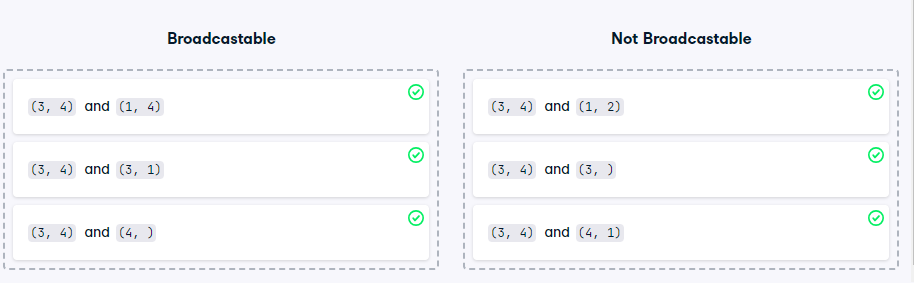 Broadcastable
(3, 4) and (1, 4)
(3, 4) and (3, 1)
(3, 4) and (4, )
Not Broadcastable
(3, 4) and (1, 2)
(3, 4) and (3, )
(3, 4) and (4, 1)